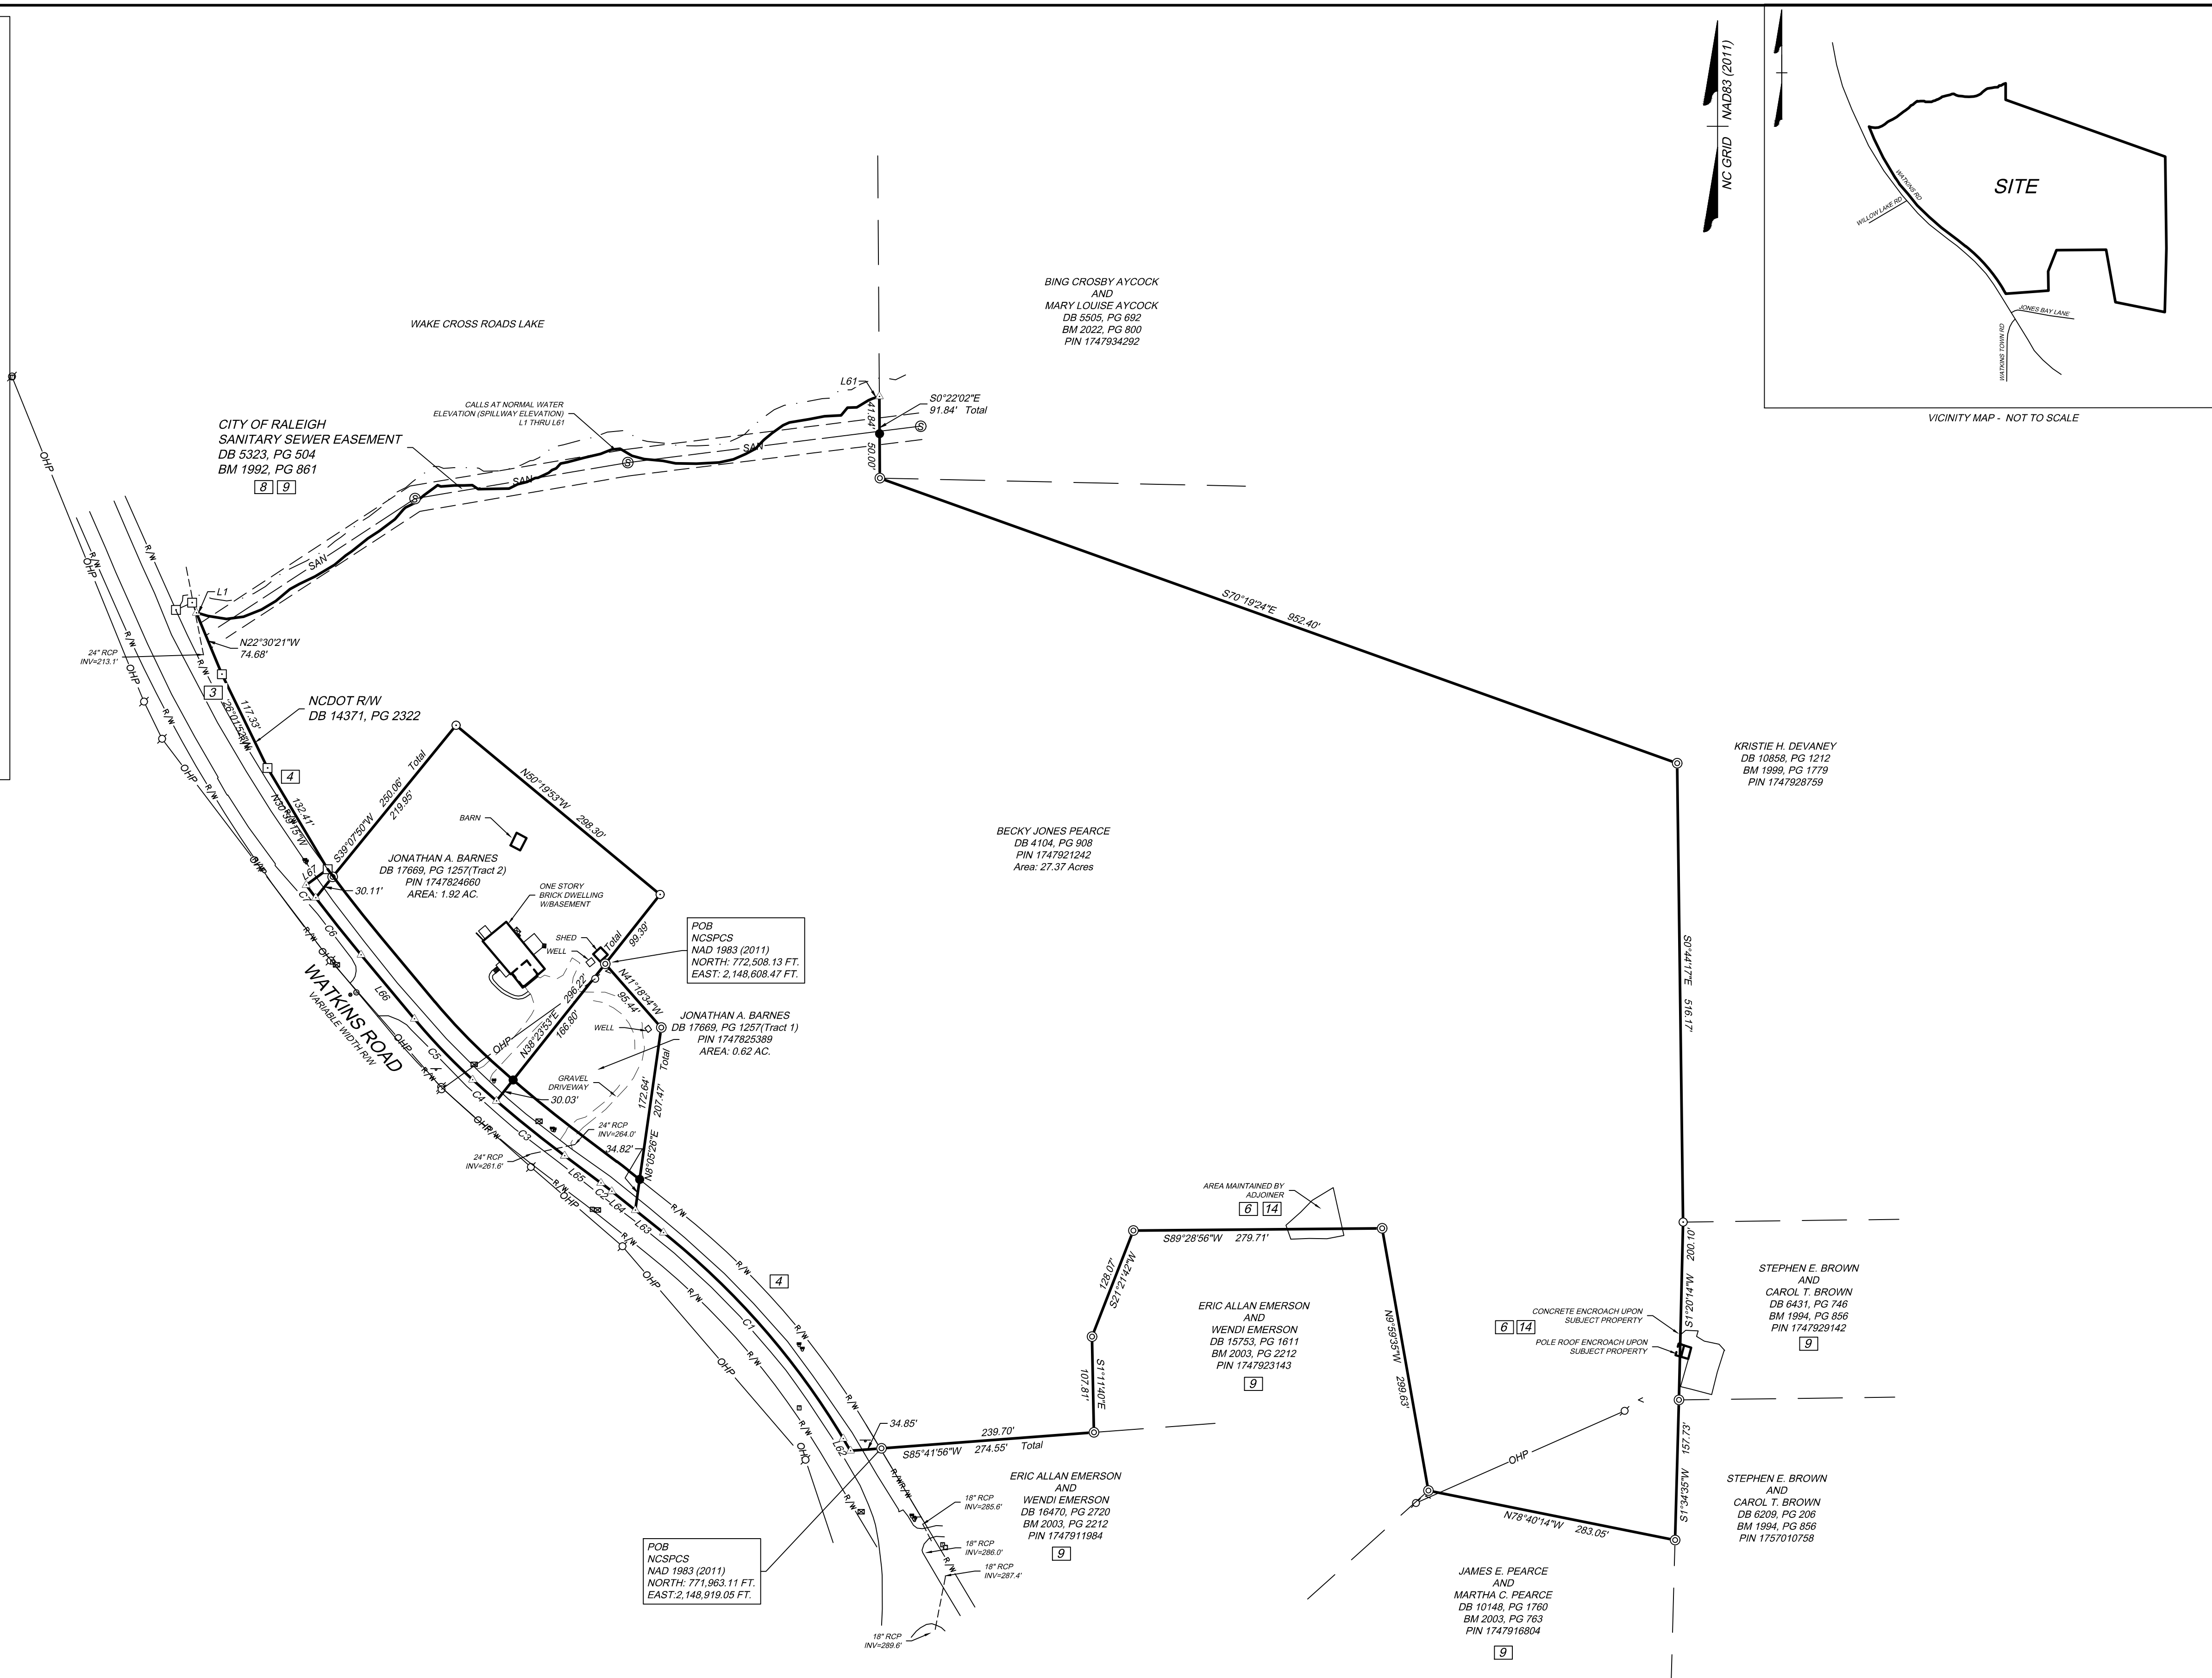 NC GRID NAD83 (2011)
SITE
WATKINS RD
WILLOW LAKE RD
JONES BAY LANE
WATKINS TOWN RD
VICINITY MAP - NOT TO SCALE
BING CROSBY AYCOCK
AND
MARY LOUISE AYCOCK
DB 5505, PG 692
BM 2022, PG 800
PIN 1747934292
WAKE CROSS ROADS LAKE
L61
S0°22'02"E
91.84' Total
41.84'
50.00'
CALLS AT NORMAL WATER
ELEVATION (SPILLWAY ELEVATION)
L1 THRU L61
CITY OF RALEIGH
SANITARY SEWER EASEMENT
DB 5323, PG 504
BM 1992, PG 861
8 9
S
S
S
SAN
SAN
SAN
OHP
OHP
OHP
OHP
R/W
R/W
R/W
R/W
R/W
L1
N22°30'21"W
74.68'
24" RCP
INV=213.1'
3
117.33'
NCDOT R/W
DB 14371, PG 2322
4
132.41'
S70°19'24"E 952.40'
250.06' Total
S39°07'50"W 219.95'
N50°19'53"W 298.30'
BARN
JONATHAN A. BARNES
DB 17669, PG 1257(Tract 2)
PIN 1747824660
AREA: 1.92 AC.
L67
30.11'
C7
C6
ONE STORY
BRICK DWELLING
W/BASEMENT
SHED
WELL
Total
99.39'
296.22'
N38°23'53"E
166.80'
POB
NCSPCS
NAD 1983 (2011)
NORTH: 772,508.13 FT.
EAST: 2,148,608.47 FT.
N41°18'34"W
95.44'
JONATHAN A. BARNES
DB 17669, PG 1257(Tract 1)
PIN 1747825389
AREA: 0.62 AC.
WELL
GRAVEL
DRIVEWAY
30.03'
172.64'
N8°05'26"E 207.47' Total
34.82'
24" RCP
INV=264.0'
24" RCP
INV=261.6'
WATKINS ROAD
VARIABLE WIDTH R/W
L66
C5
C4
C3
L65
C2
L64
L63
OHP
OHP
OHP
OHP
OHP
R/W
R/W
R/W
R/W
R/W
BECKY JONES PEARCE
DB 4104, PG 908
PIN 1747921242
Area: 27.37 Acres
KRISTIE H. DEVANEY
DB 10858, PG 1212
BM 1999, PG 1779
PIN 1747928759
S0°44'17"E 516.17'
AREA MAINTAINED BY
ADJOINER
6 14
S89°28'56"W 279.71'
128.07'
S21°21'42"W
S1°11'40"E
107.81'
N9°59'35"W 299.63'
S1°20'14"W 200.10'
STEPHEN E. BROWN
AND
CAROL T. BROWN
DB 6431, PG 746
BM 1994, PG 856
PIN 1747929142
9
CONCRETE ENCROACH UPON
SUBJECT PROPERTY
6 14
POLE ROOF ENCROACH UPON
SUBJECT PROPERTY
ERIC ALLAN EMERSON
AND
WENDI EMERSON
DB 15753, PG 1611
BM 2003, PG 2212
PIN 1747923143
9
4
C1
L62
34.85'
239.70'
S85°41'56"W 274.55' Total
ERIC ALLAN EMERSON
AND
WENDI EMERSON
DB 16470, PG 2720
BM 2003, PG 2212
PIN 1747911984
9
OHP
S1°34'35"W 157.73'
N78°40'14"W 283.05'
STEPHEN E. BROWN
AND
CAROL T. BROWN
DB 6209, PG 206
BM 1994, PG 856
PIN 1757010758
18" RCP
INV=285.6'
18" RCP
INV=286.0'
18" RCP
INV=287.4'
18" RCP
INV=289.6'
POB
NCSPCS
NAD 1983 (2011)
NORTH: 771,963.11 FT.
EAST:2,148,919.05 FT.
JAMES E. PEARCE
AND
MARTHA C. PEARCE
DB 10148, PG 1760
BM 2003, PG 763
PIN 1747916804
9